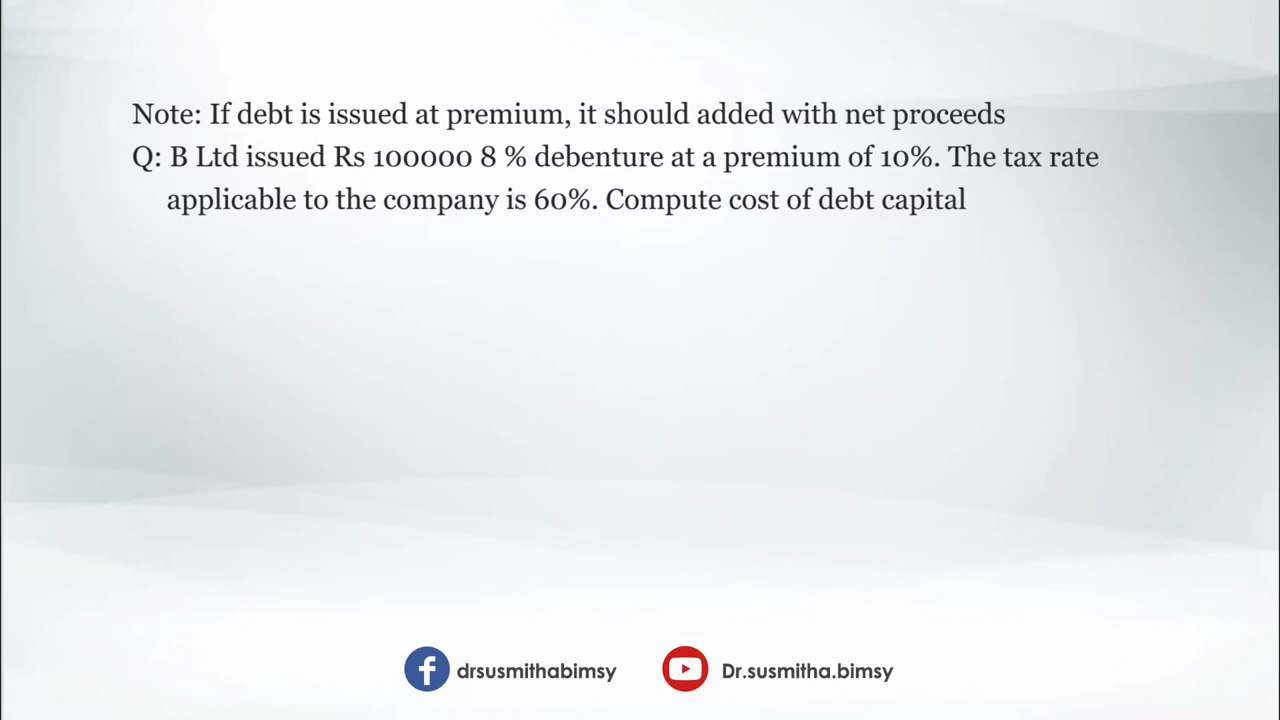 Note: If debt is issued at premium, it should added with net proceeds
Q: B Ltd issued Rs 100000 8 % debenture at a premium of 10%. The tax rate
applicable to the company is 60%. Compute cost of debt capital
drsusmithabimsy
Dr.susmitha.bimsy